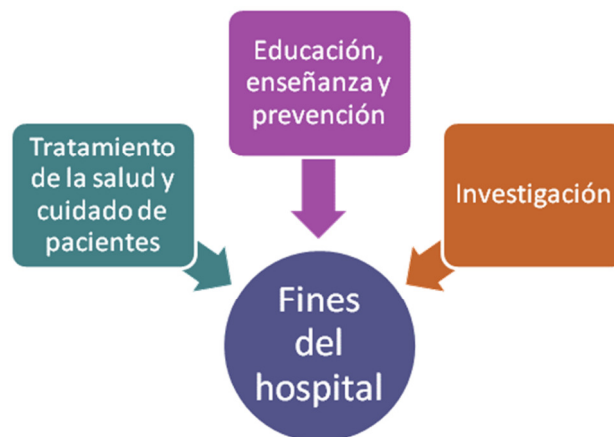 Educación,
enseñanza y
prevención
Tratamiento
de la salud y
cuidado de
pacientes
Investigación
Fines
del
hospital